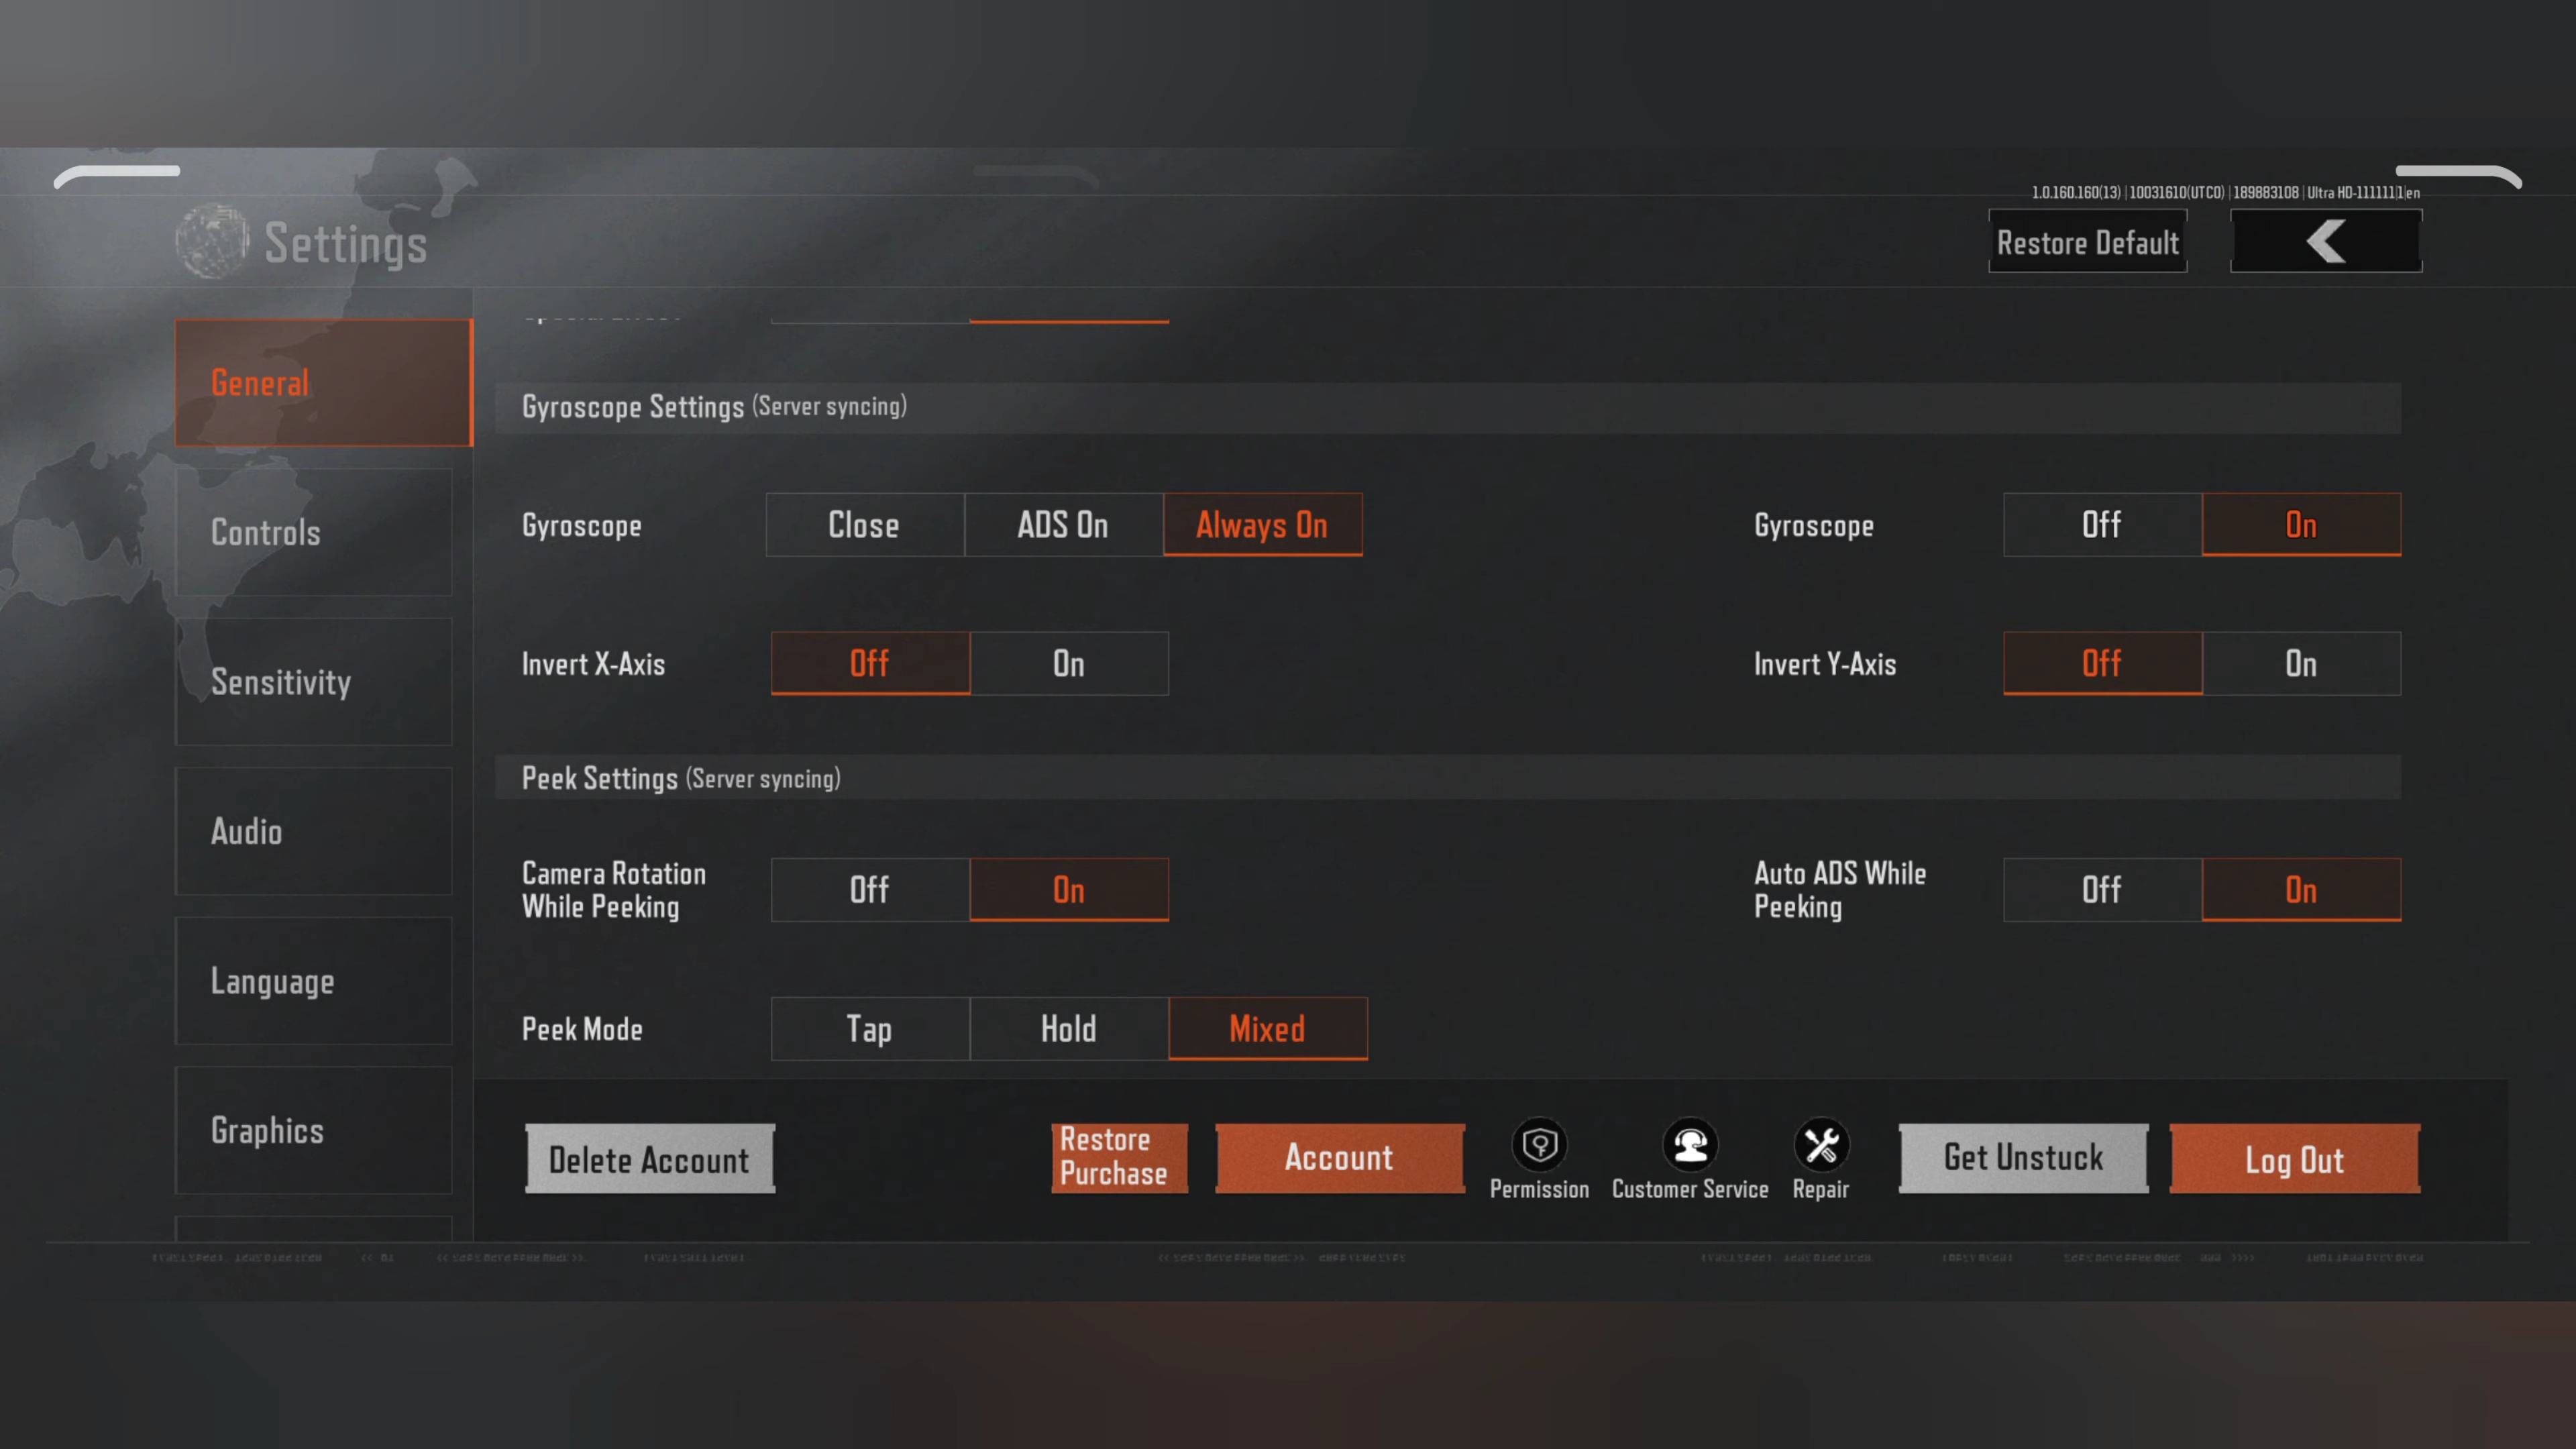 1.0.160.160(13) | 10031610(UTC0) | 189883108 | Ultra HD-1111111|en
Settings
Restore Default
General
Controls
Sensitivity
Audio
Language
Graphics
Gyroscope Settings (Server syncing)
Gyroscope Close ADS On Always On
Gyroscope Off On
Invert X-Axis Off On
Invert Y-Axis Off On
Peek Settings (Server syncing)
Camera Rotation
While Peeking
Off On
Auto ADS While
Peeking
Off On
Peek Mode Tap Hold Mixed
Delete Account
Restore
Purchase
Account
Permission
Customer Service
Repair
Get Unstuck
Log Out